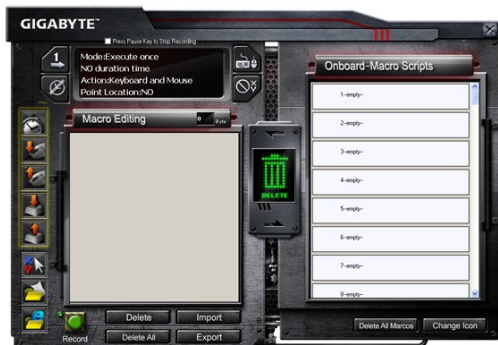 GIGABYTE™
Press Pause Key to Stop Recording
1
Mode:Execute once
NO duration time
Action:Keyboard and Mouse
Point Location:NO
Macro Editing
0
Byte
DELETE
Record
Delete
Import
Delete All
Export
Onboard-Macro Scripts
1-empty-
2-empty-
3-empty-
4-empty-
5-empty-
6-empty-
7-empty-
8-empty-
Delete All Marcos
Change Icon